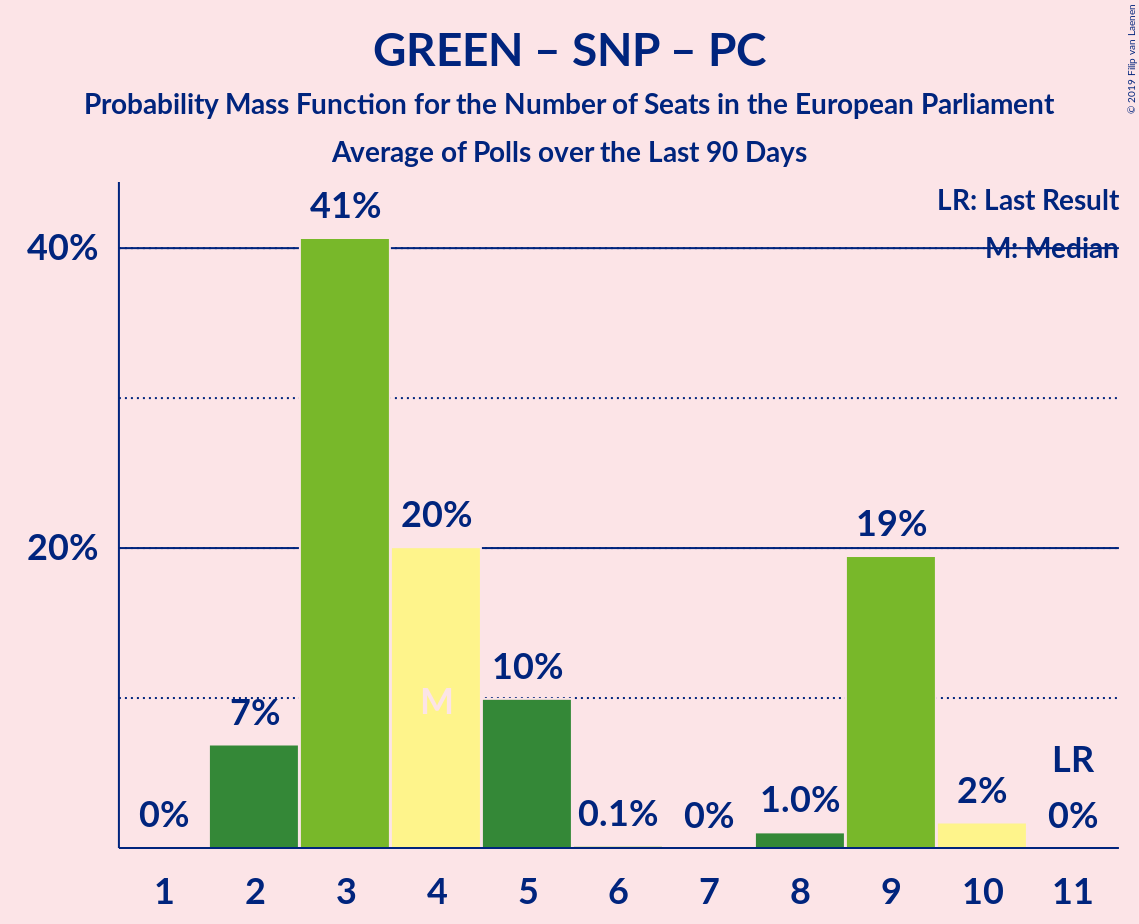 GREEN – SNP – PC
Probability Mass Function for the Number of Seats in the European Parliament
Average of Polls over the Last 90 Days
© 2019 Filip van Laenen
LR: Last Result
M: Median
40%
20%
0%
7%
41%
20%
M
10%
0.1%
0%
1.0%
19%
2%
LR
0%
1 2 3 4 5 6 7 8 9 10 11